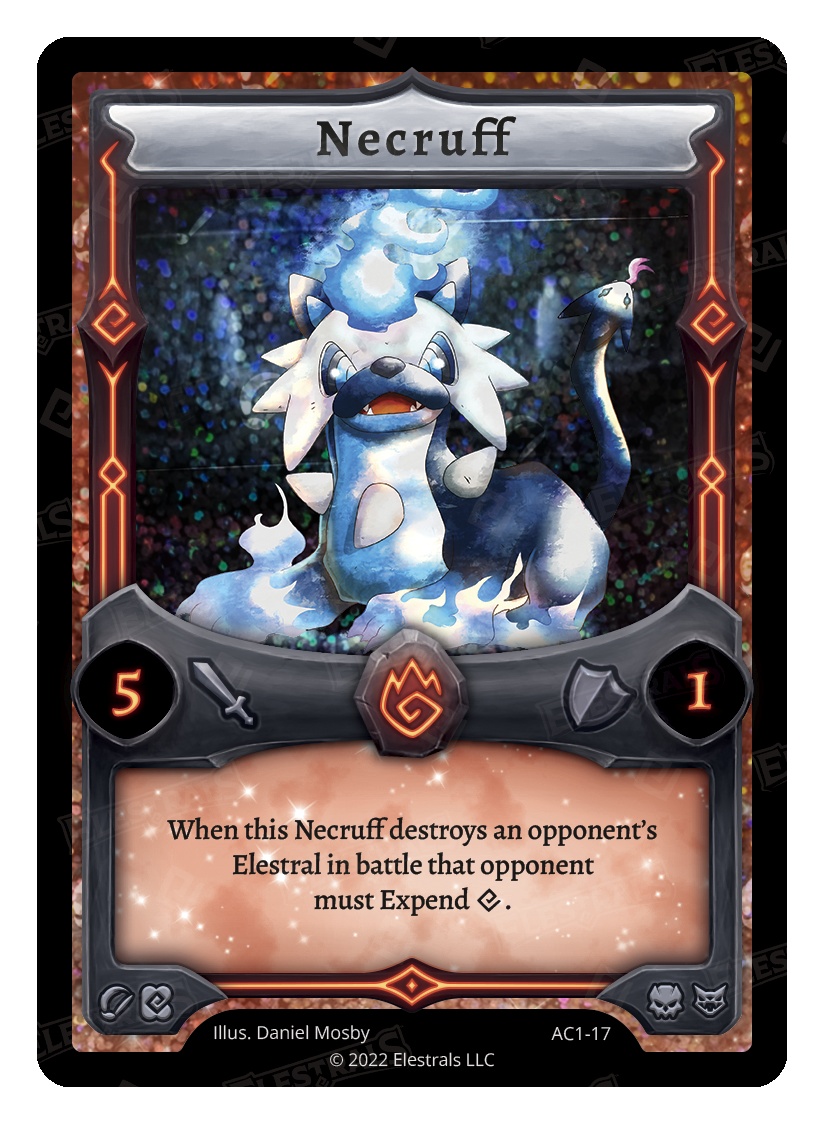 Necruff
5
1
When this Necruff destroys an opponent's
Elestral in battle that opponent
must Expend .
Illus. Daniel Mosby
AC1-17
© 2022 Elestrals LLC